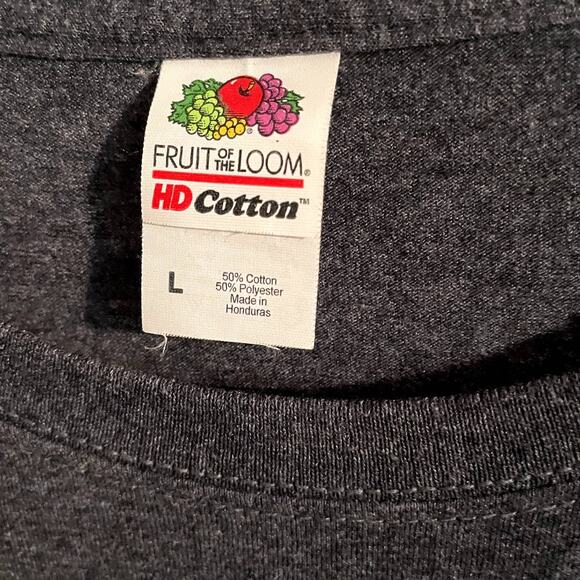 FRUIT OF THE LOOM®
HD Cotton™
L
50% Cotton
50% Polyester
Made in
Honduras